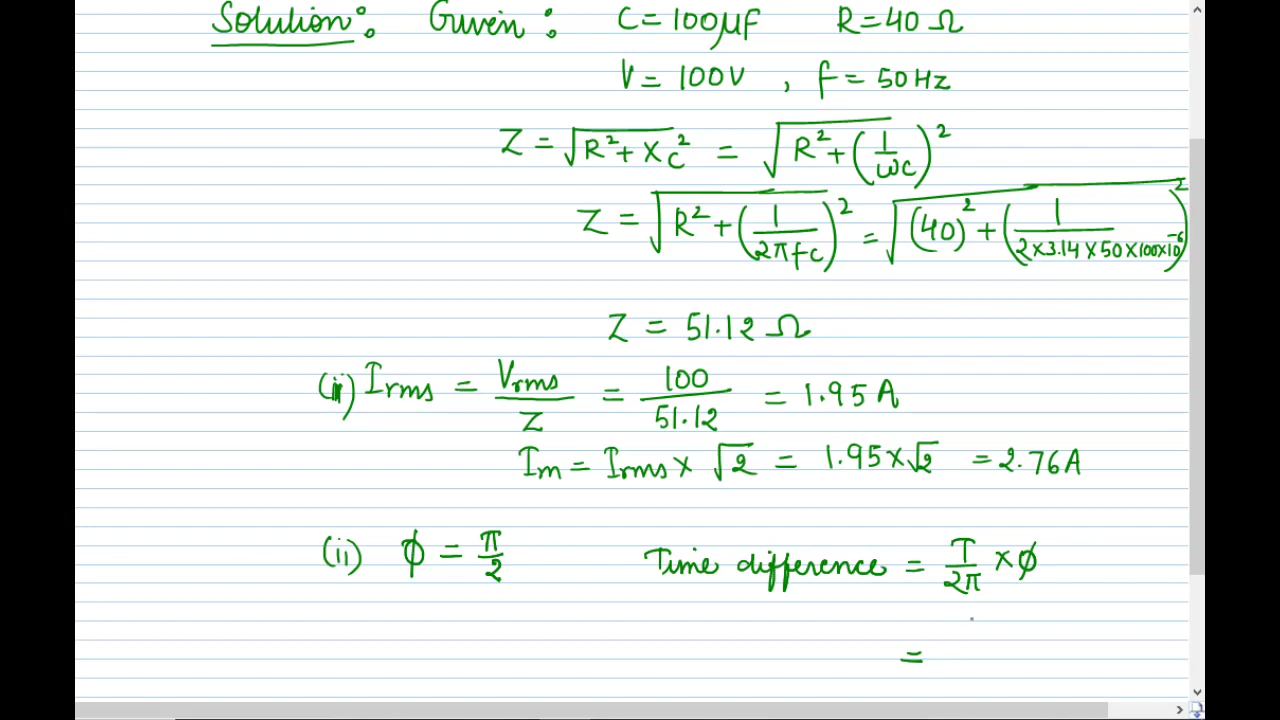 Solution: Given: C = 100μF R = 40 Ω
V = 100V , f = 50Hz
Z = √(R² + Xc²) = √(R² + (1/ωc)²)
Z = √(R² + (1/2πfc)²) = √((40)² + (1/2×3.14×50×100×10⁻⁶)²)
Z = 51.12 Ω
(i) Irms = Vrms/Z = 100/51.12 = 1.95 A
Im = Irms × √2 = 1.95×√2 = 2.76A
(ii) φ = π/2 Time difference = T/2π × φ
=